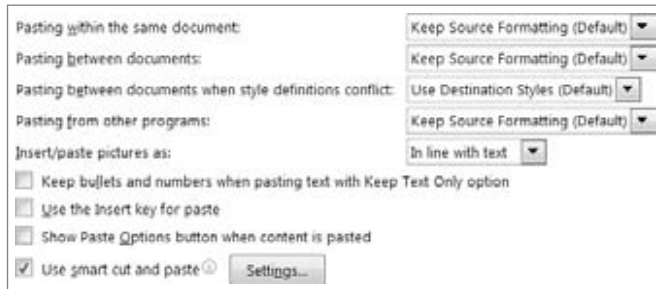 Pasting within the same document: Keep Source Formatting (Default)
Pasting between documents: Keep Source Formatting (Default)
Pasting between documents when style definitions conflict: Use Destination Styles (Default)
Pasting from other programs: Keep Source Formatting (Default)
Insert/paste pictures as: In line with text
Keep bullets and numbers when pasting text with Keep Text Only option
Use the Insert key for paste
Show Paste Options button when content is pasted
Use smart cut and paste Settings...